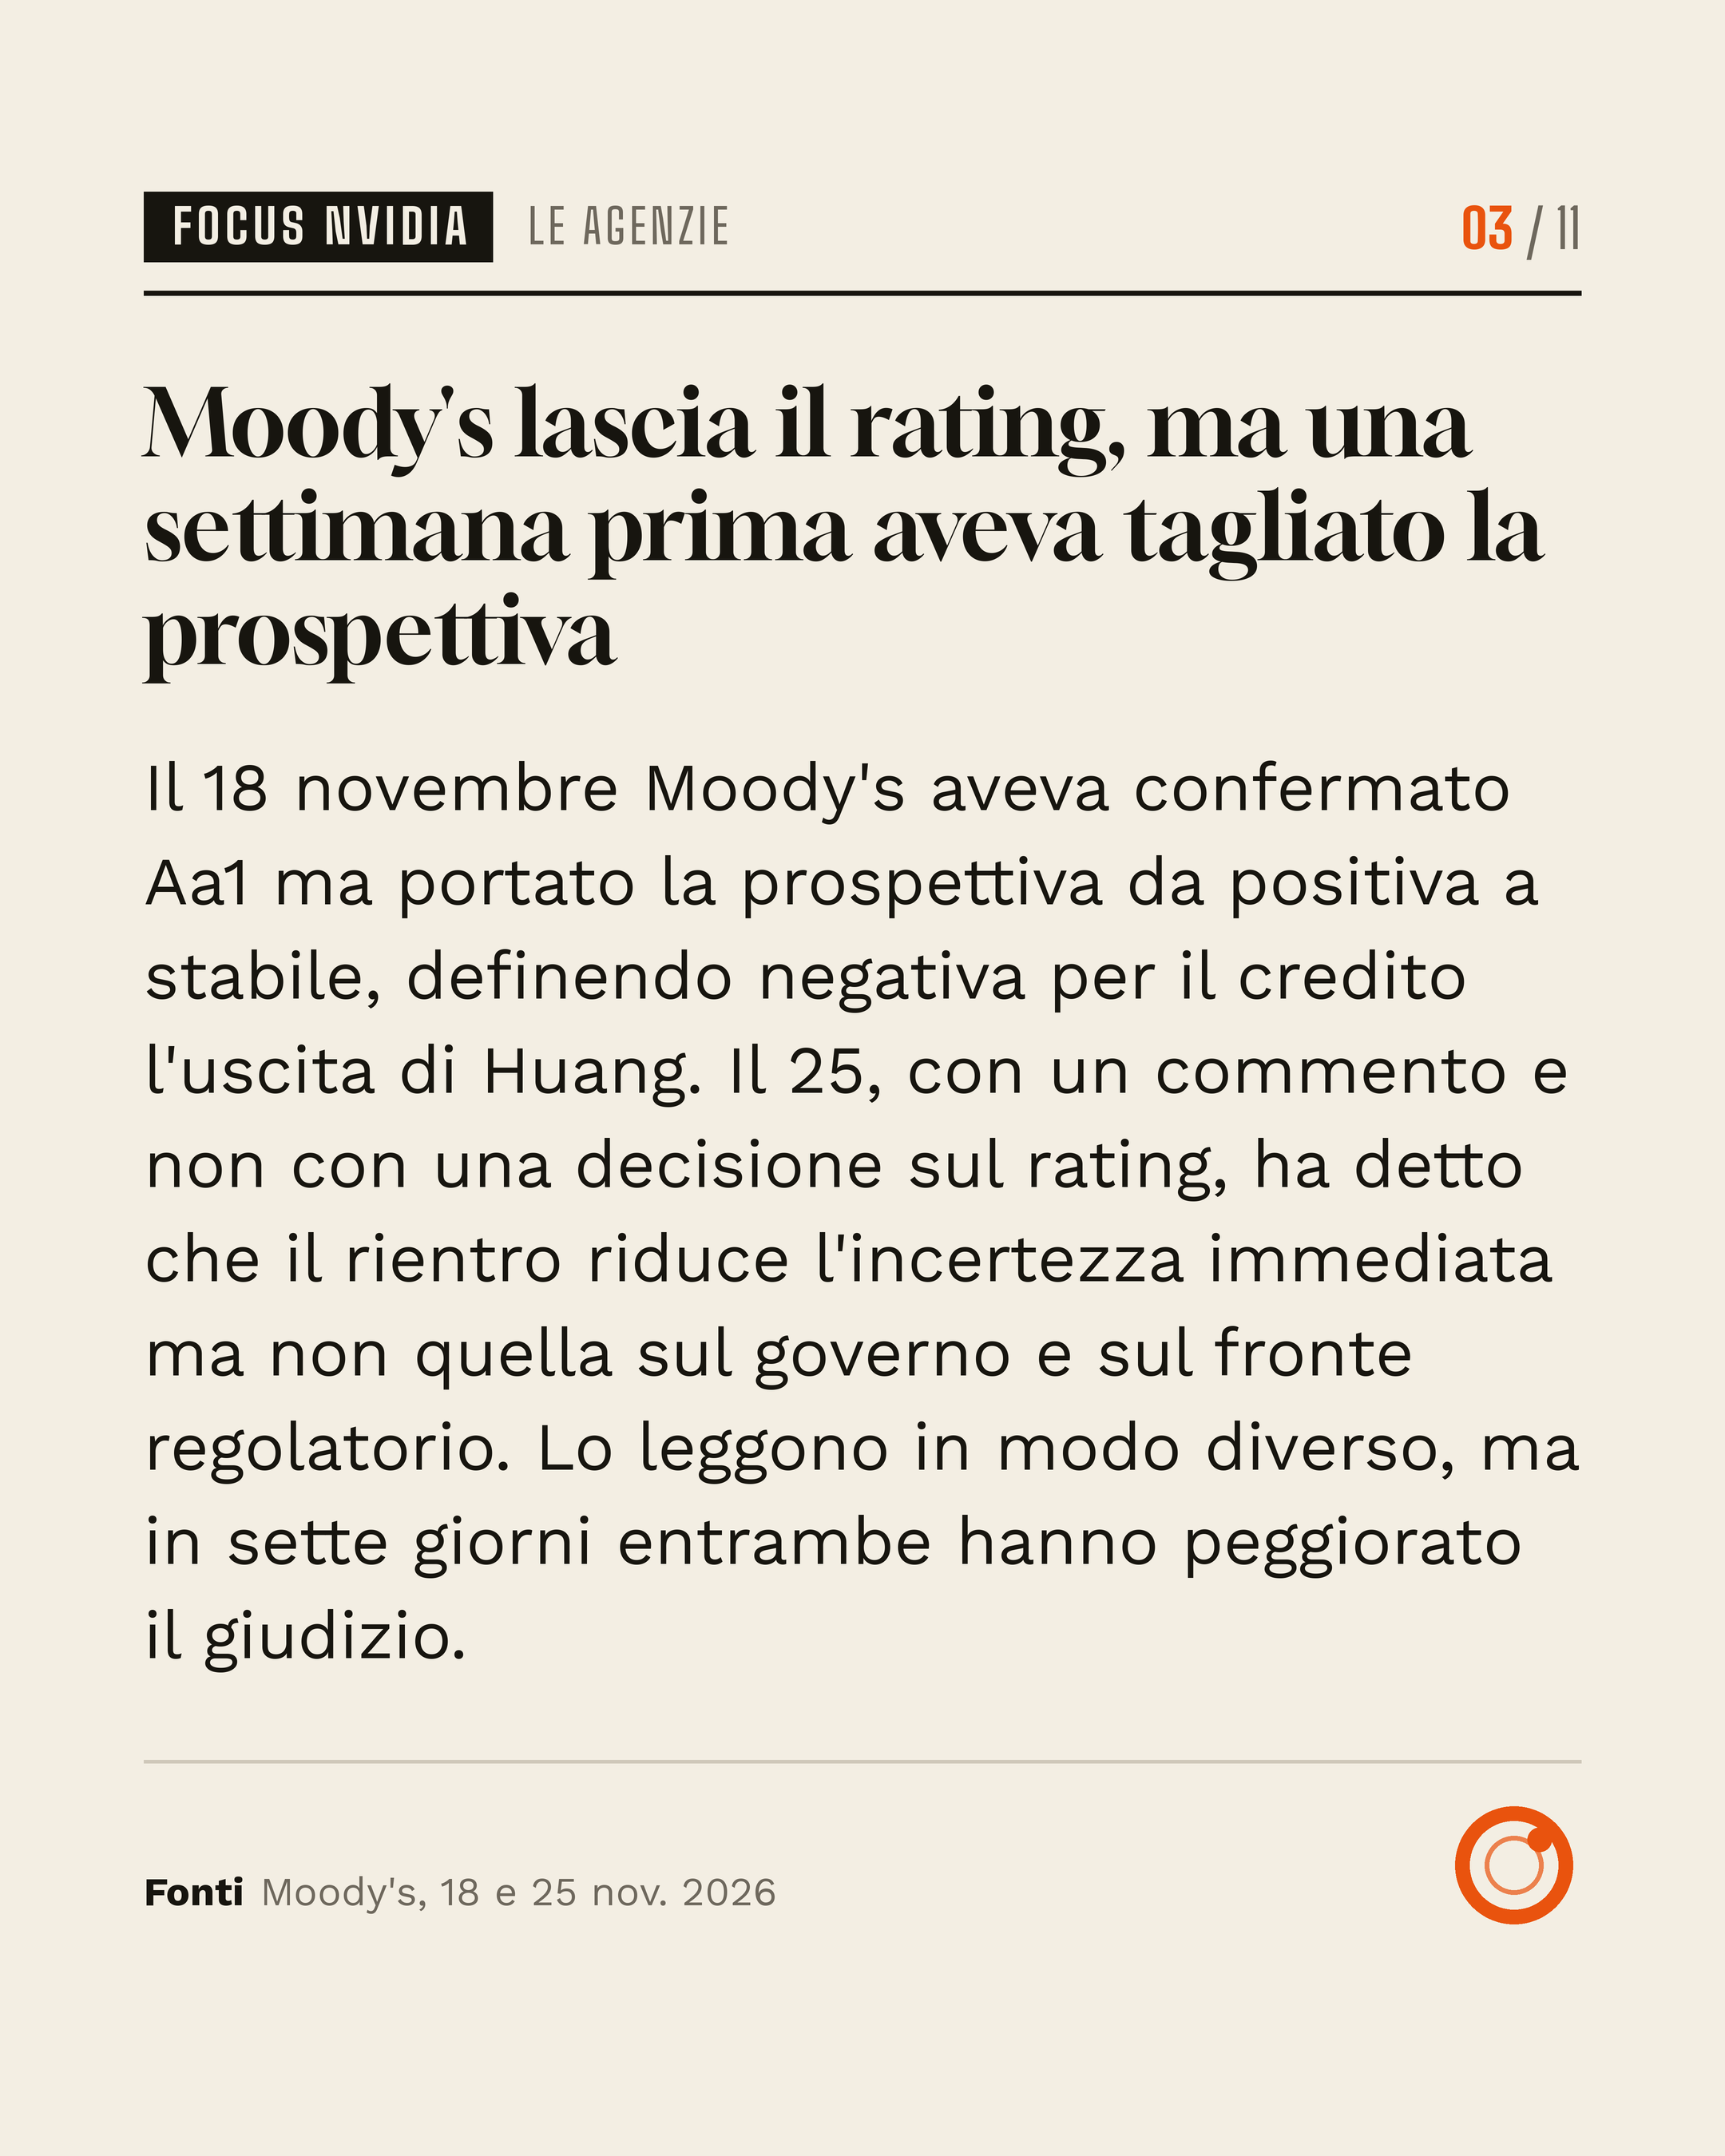 FOCUS NVIDIA LE AGENZIE 03 / 11
Moody's lascia il rating, ma una
settimana prima aveva tagliato la
prospettiva
Il 18 novembre Moody's aveva confermato
Aa1 ma portato la prospettiva da positiva a
stabile, definendo negativa per il credito
l'uscita di Huang. Il 25, con un commento e
non con una decisione sul rating, ha detto
che il rientro riduce l'incertezza immediata
ma non quella sul governo e sul fronte
regolatorio. Lo leggono in modo diverso, ma
in sette giorni entrambe hanno peggiorato
il giudizio.
Fonti Moody's, 18 e 25 nov. 2026